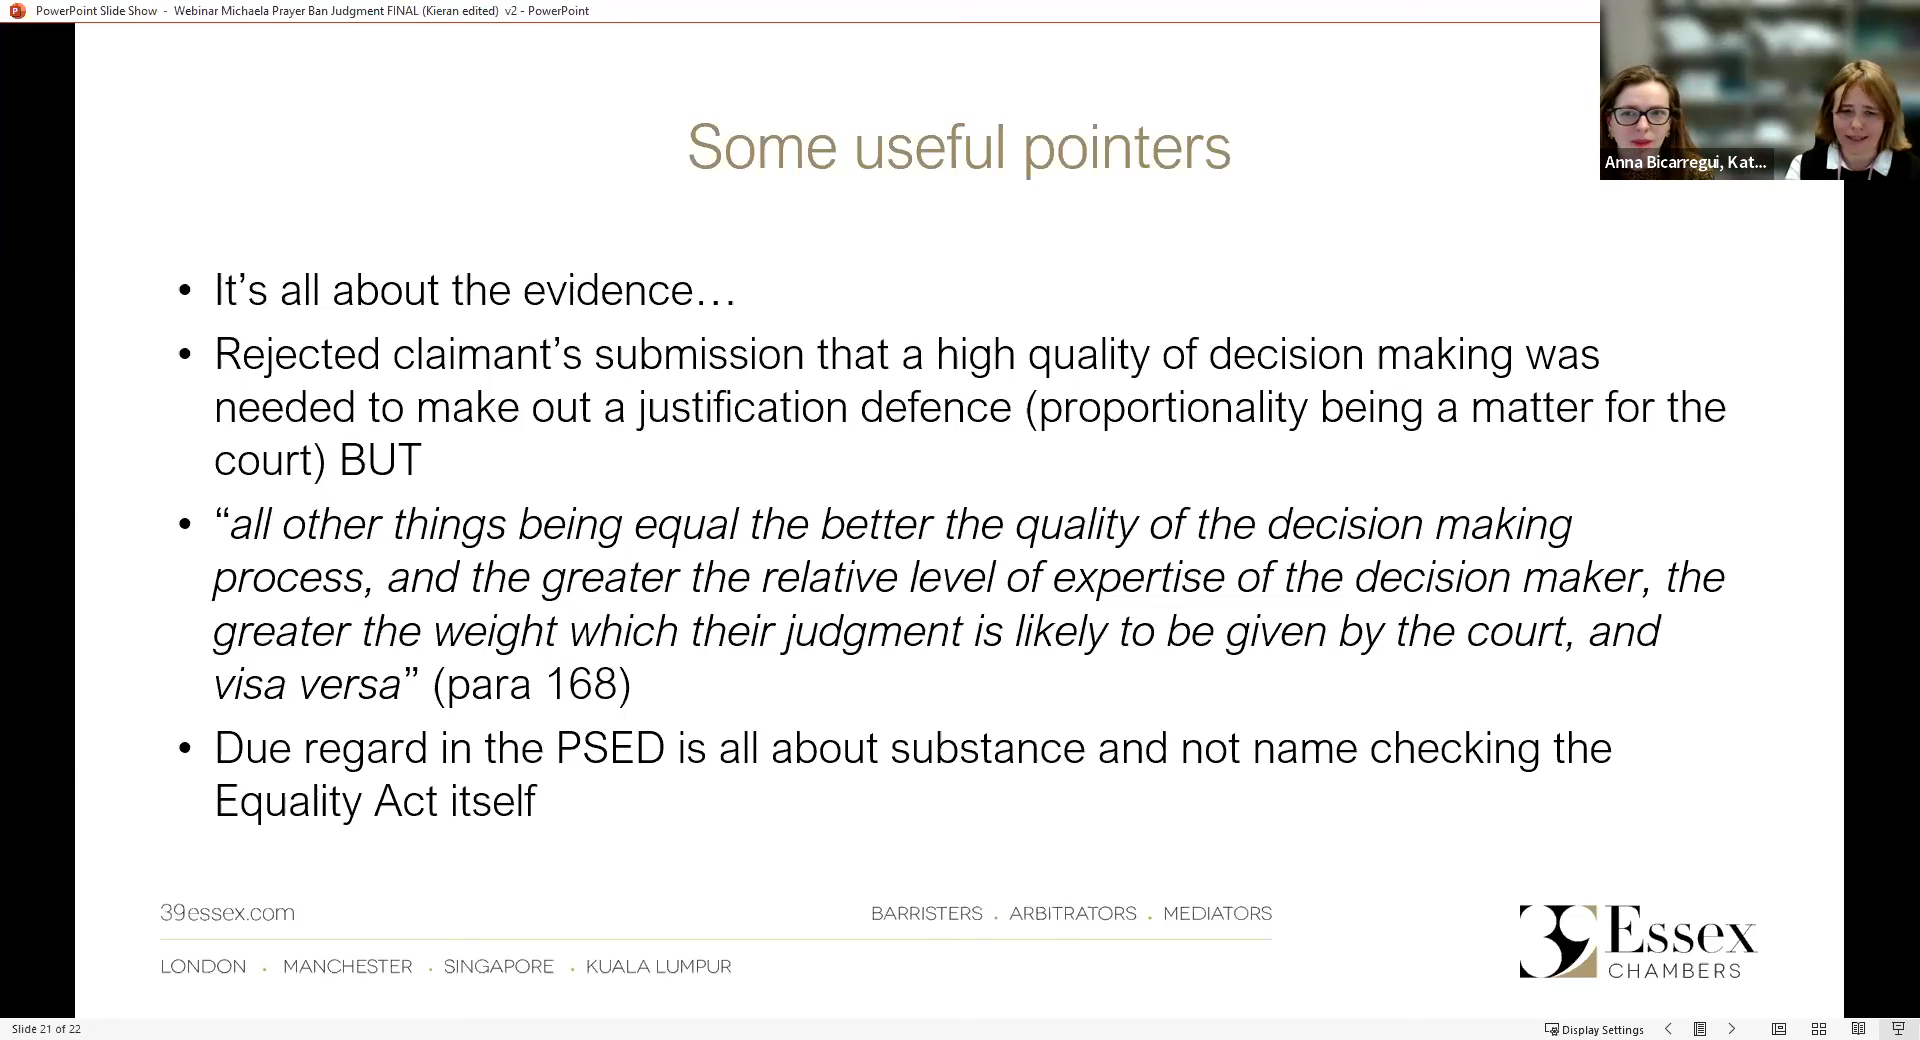 PowerPoint Slide Show - Webinar Michaela Prayer Ban Judgment FINAL (Kieran edited) v2 - PowerPoint
Anna Bicarregui, Kat...
Some useful pointers
• It’s all about the evidence…
• Rejected claimant’s submission that a high quality of decision making was
needed to make out a justification defence (proportionality being a matter for the
court) BUT
• “all other things being equal the better the quality of the decision making
process, and the greater the relative level of expertise of the decision maker, the
greater the weight which their judgment is likely to be given by the court, and
visa versa” (para 168)
• Due regard in the PSED is all about substance and not name checking the
Equality Act itself
39essex.com
BARRISTERS . ARBITRATORS . MEDIATORS
LONDON . MANCHESTER . SINGAPORE . KUALA LUMPUR
39 Essex
CHAMBERS
Slide 21 of 22
Display Settings